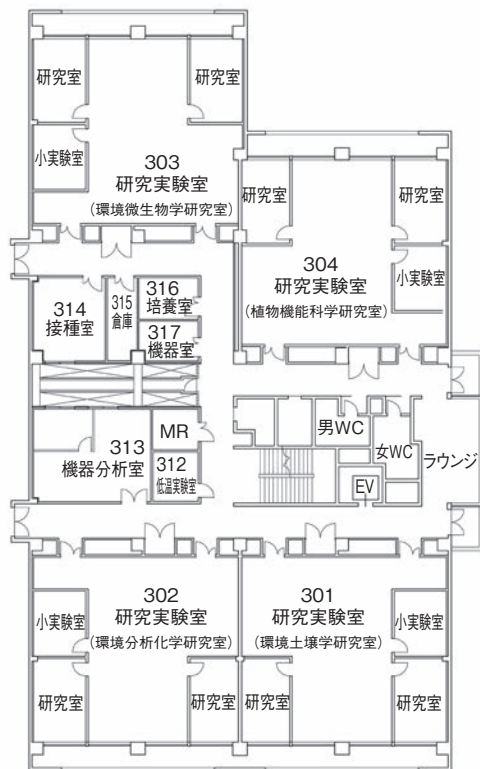 研究室
研究室
小実験室
303
研究実験室
(環境微生物学研究室)
研究室
研究室
304
研究実験室
小実験室
(植物機能科学研究室)
314
接種室
315
倉庫
316
培養室
317
機器室
313
機器分析室
MR
312
低温実験室
男WC
女WC
EV
ラウンジ
302
研究実験室
(環境分析化学研究室)
小実験室
研究室
研究室
301
研究実験室
(環境土壌学研究室)
小実験室
研究室
研究室